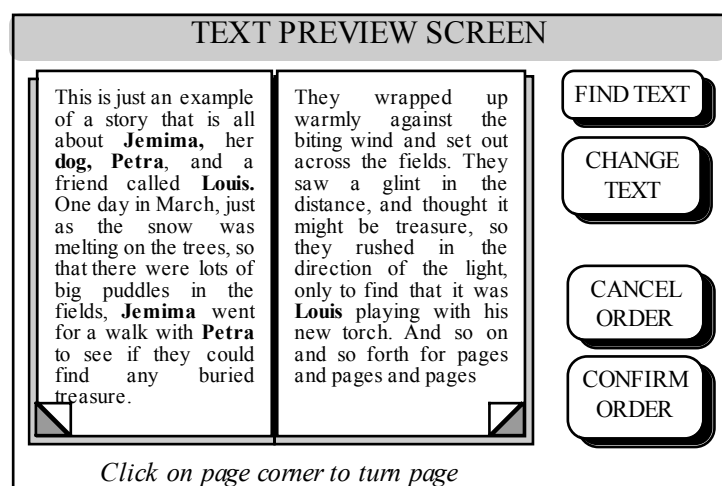 TEXT PREVIEW SCREEN
This is just an example
of a story that is all
about Jemima, her
dog, Petra, and a
friend called Louis.
One day in March, just
as the snow was
melting on the trees, so
that there were lots of
big puddles in the
fields, Jemima went
for a walk with Petra
to see if they could
find any buried
treasure.
They wrapped up
warmly against the
biting wind and set out
across the fields. They
saw a glint in the
distance, and thought it
might be treasure, so
they rushed in the
direction of the light,
only to find that it was
Louis playing with his
new torch. And so on
and so forth for pages
and pages and pages
FIND TEXT
CHANGE
TEXT
CANCEL
ORDER
CONFIRM
ORDER
Click on page corner to turn page